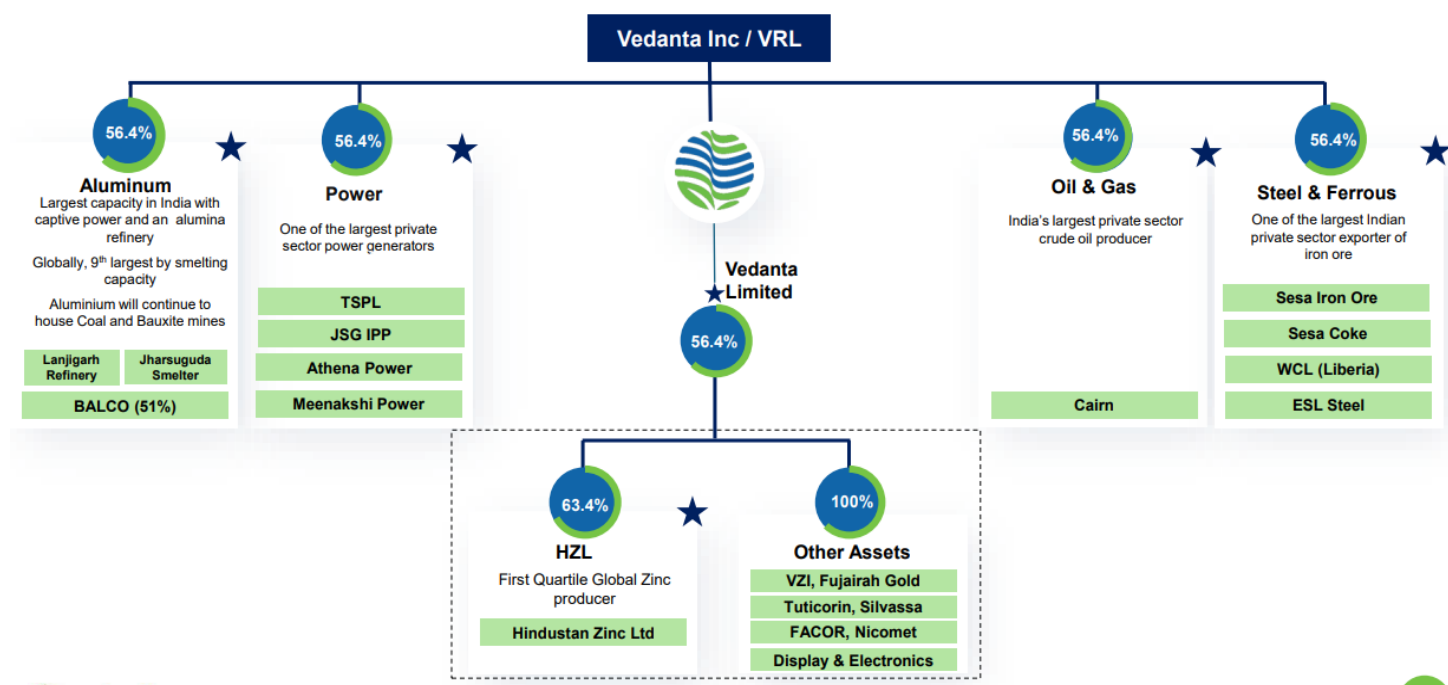 Vedanta Inc / VRL
56.4%
Aluminum
Largest capacity in India with
captive power and an alumina
refinery
Globally, 9th largest by smelting
capacity
Aluminium will continue to
house Coal and Bauxite mines
Lanjigarh
Refinery
Jharsuguda
Smelter
BALCO (51%)
56.4%
Power
One of the largest private
sector power generators
TSPL
JSG IPP
Athena Power
Meenakshi Power
Vedanta
Limited
56.4%
56.4%
Oil & Gas
India's largest private sector
crude oil producer
Cairn
56.4%
Steel & Ferrous
One of the largest Indian
private sector exporter of
iron ore
Sesa Iron Ore
Sesa Coke
WCL (Liberia)
ESL Steel
63.4%
HZL
First Quartile Global Zinc
producer
Hindustan Zinc Ltd
100%
Other Assets
VZI, Fujairah Gold
Tuticorin, Silvassa
FACOR, Nicomet
Display & Electronics